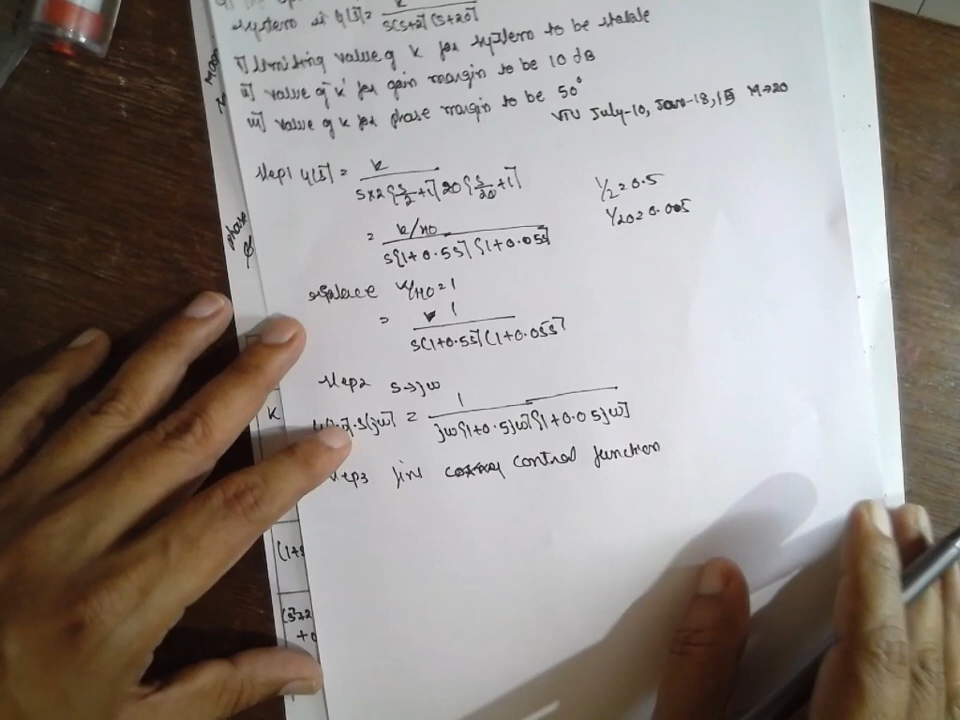 system is G(s) = k
s(s+2)(s+20)
i) Limiting value of k for system to be stable
ii) value of 'k' for gain margin to be 10 dB
iii) value of k for phase margin to be 50°
VTU July-10, Jan-18, 15 M→20
Step1 G(s) = k
s×2{s/2+1} 20{s/20+1}
1/2=0.5
1/20=0.005
= k/40
s{1+0.5s}{1+0.05s}
replace k/40=1
= 1
s(1+0.5s)(1+0.05s)
Step2 s→jω
= 1
jω{1+0.5jω}{1+0.05jω}
Step3 control function
K
phase